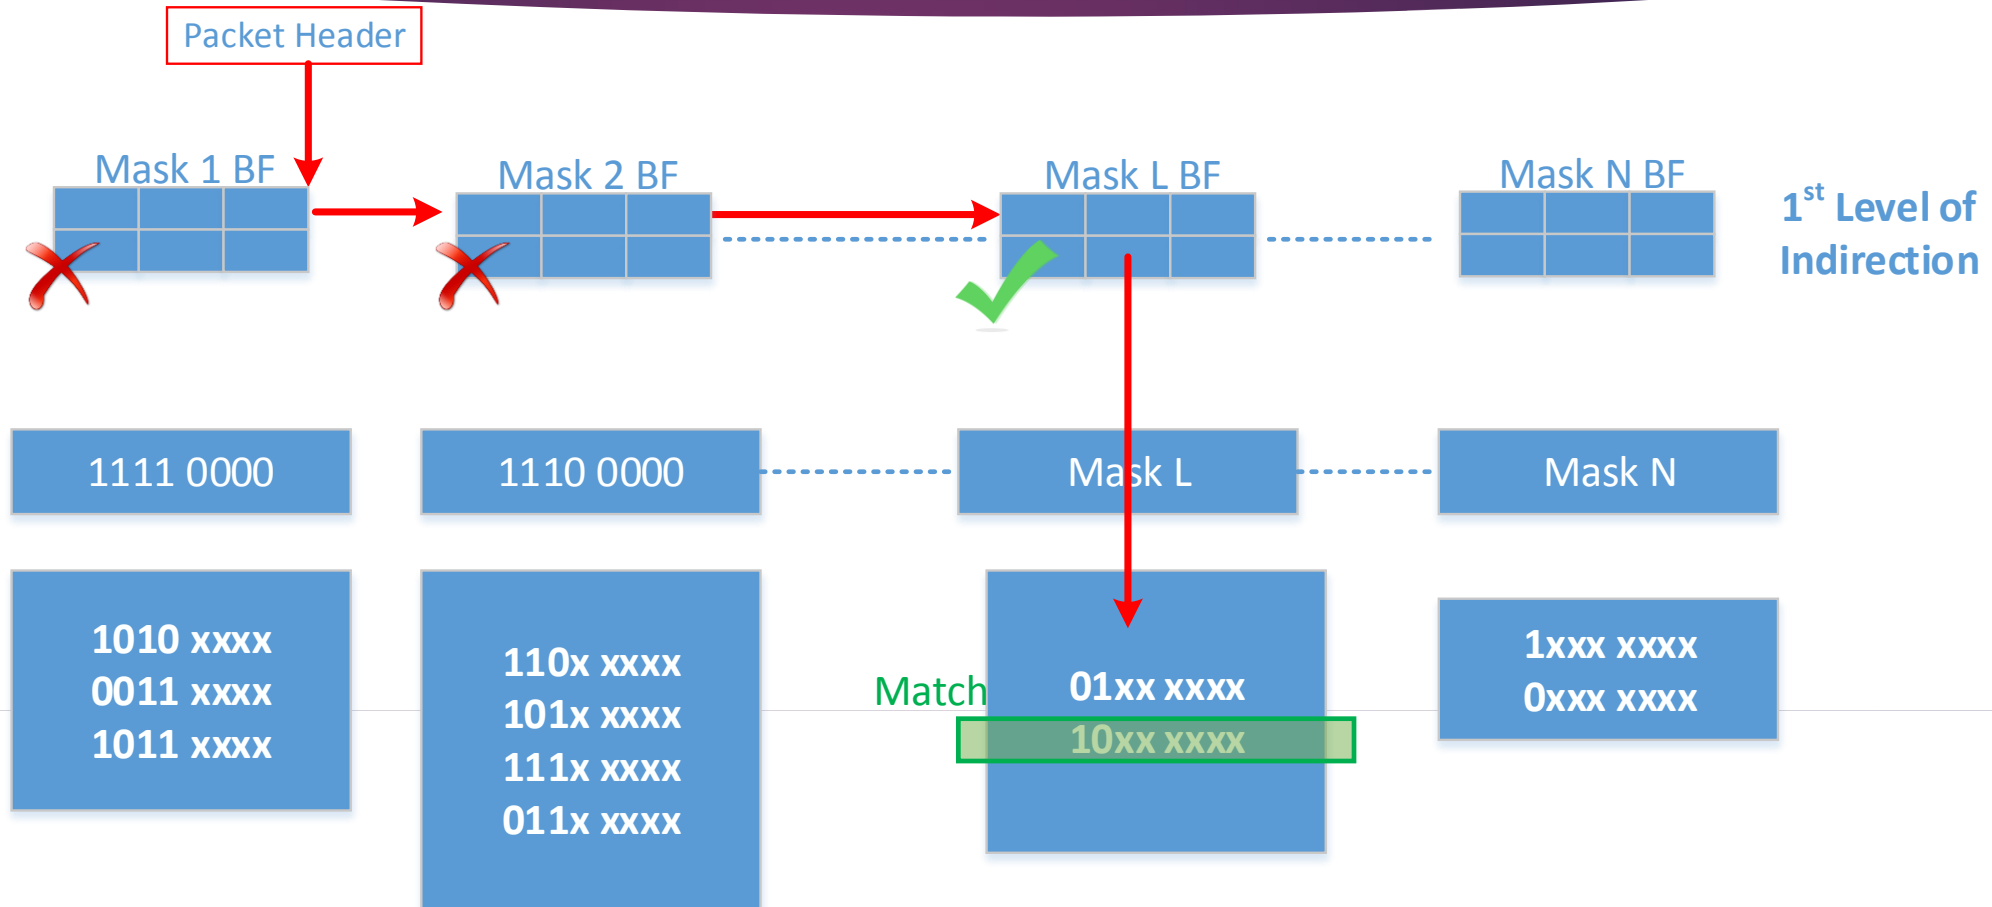 Packet Header
Mask 1 BF
Mask 2 BF
Mask L BF
Mask N BF
1st Level of
Indirection
1111 0000
1110 0000
Mask L
Mask N
1010 xxxx
0011 xxxx
1011 xxxx
110x xxxx
101x xxxx
111x xxxx
011x xxxx
Match
01xx xxxx
10xx xxxx
1xxx xxxx
0xxx xxxx